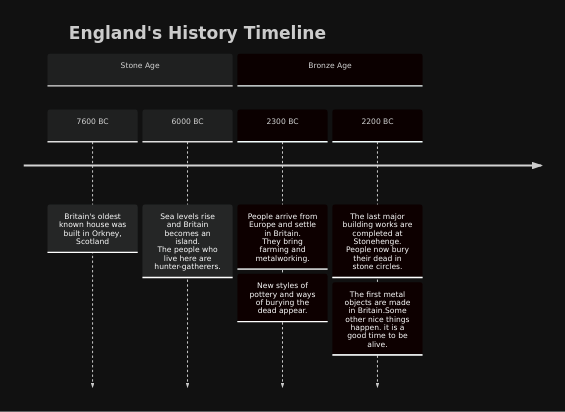 England's History Timeline
Stone Age
Bronze Age
7600 BC
6000 BC
2300 BC
2200 BC
Britain's oldest
known house was
built in Orkney,
Scotland
Sea levels rise
and Britain
becomes an
island.
The people who
live here are
hunter-gatherers.
People arrive from
Europe and settle
in Britain.
They bring
farming and
metalworking.
New styles of
pottery and ways
of burying the
dead appear.
The last major
building works are
completed at
Stonehenge.
People now bury
their dead in
stone circles.
The first metal
objects are made
in Britain.Some
other nice things
happen. it is a
good time to be
alive.